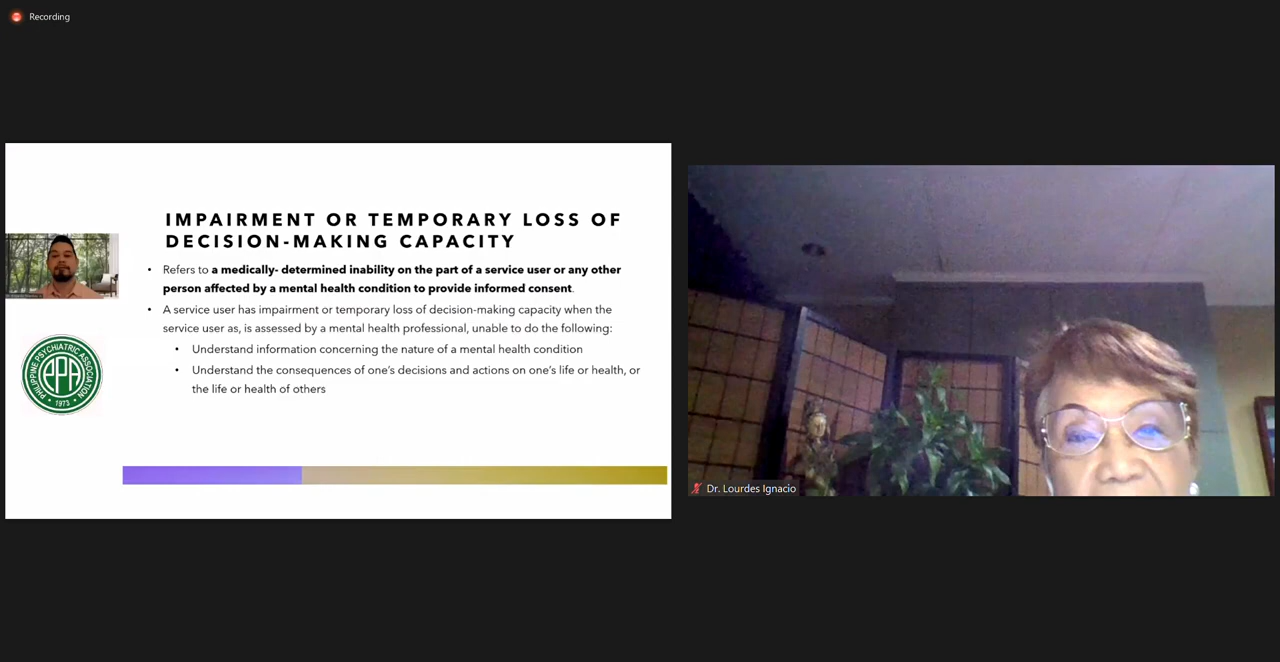 Recording
IMPAIRMENT OR TEMPORARY LOSS OF
DECISION-MAKING CAPACITY
• Refers to a medically- determined inability on the part of a service user or any other
person affected by a mental health condition to provide informed consent.
• A service user has impairment or temporary loss of decision-making capacity when the
service user as, is assessed by a mental health professional, unable to do the following:
• Understand information concerning the nature of a mental health condition
• Understand the consequences of one's decisions and actions on one's life or health, or
the life or health of others
PHILIPPINE PSYCHIATRIC ASSOCIATION
PPA
• 1973 •
Dr. Lourdes Ignacio